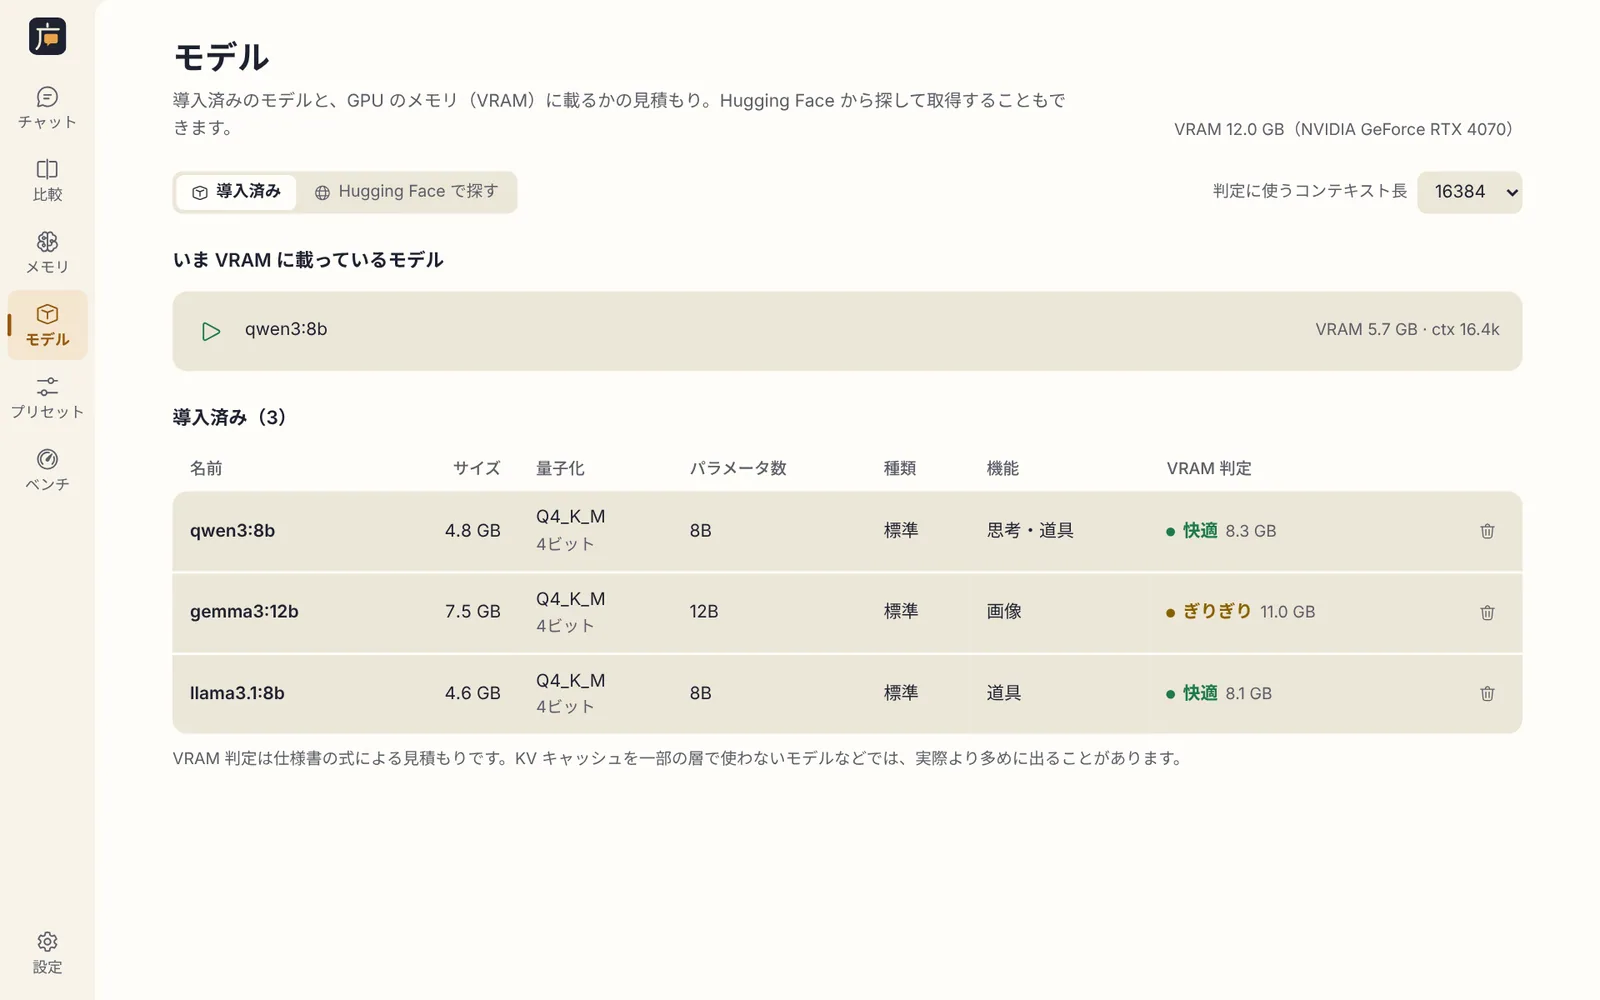 モデル
導入済みのモデルと、GPU のメモリ（VRAM）に載るかの見積もり。Hugging Face から探して取得することもで
きます。
VRAM 12.0 GB（NVIDIA GeForce RTX 4070）
導入済み
Hugging Face で探す
判定に使うコンテキスト長
16384
いま VRAM に載っているモデル
qwen3:8b
VRAM 5.7 GB · ctx 16.4k
導入済み（3）
名前 サイズ 量子化 パラメータ数 種類 機能 VRAM 判定
qwen3:8b 4.8 GB Q4_K_M 8B 標準 思考・道具 快適 8.3 GB
4ビット
gemma3:12b 7.5 GB Q4_K_M 12B 標準 画像 ぎりぎり 11.0 GB
4ビット
llama3.1:8b 4.6 GB Q4_K_M 8B 標準 道具 快適 8.1 GB
4ビット
VRAM 判定は仕様書の式による見積もりです。KV キャッシュを一部の層で使わないモデルなどでは、実際より多めに出ることがあります。
チャット
比較
メモリ
モデル
プリセット
ベンチ
設定